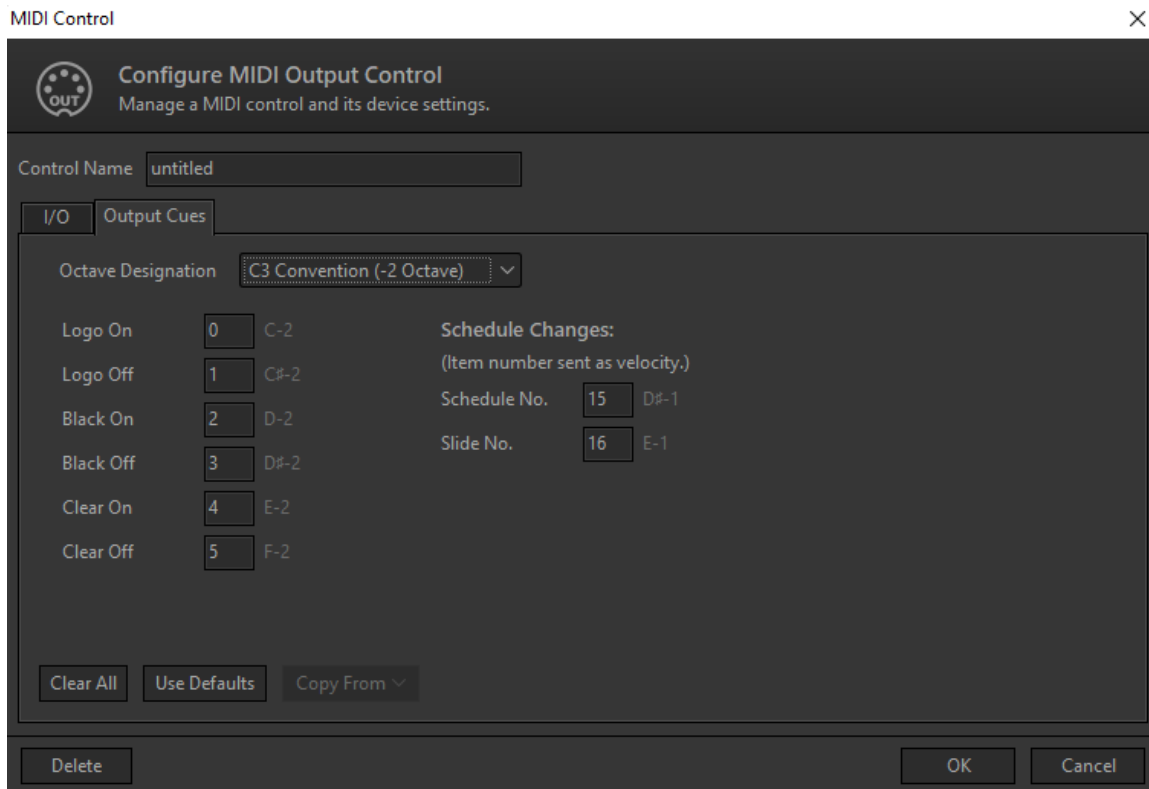 MIDI Control
OUT
Configure MIDI Output Control
Manage a MIDI control and its device settings.
Control Name untitled
I/O Output Cues
Octave Designation C3 Convention (-2 Octave)
Logo On 0 C-2
Logo Off 1 C♯-2
Black On 2 D-2
Black Off 3 D♯-2
Clear On 4 E-2
Clear Off 5 F-2
Schedule Changes:
(Item number sent as velocity.)
Schedule No. 15 D♯-1
Slide No. 16 E-1
Clear All Use Defaults Copy From
Delete OK Cancel